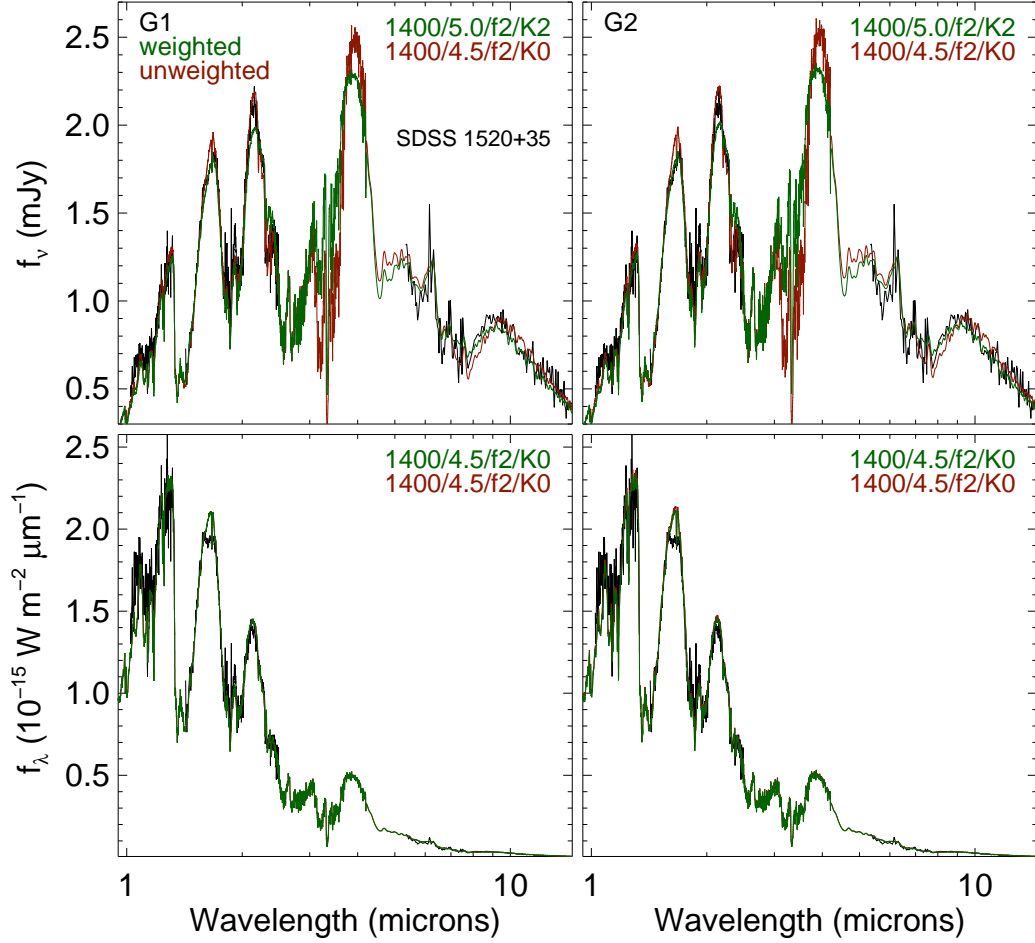 G1
weighted
unweighted
1400/5.0/f2/K2
1400/4.5/f2/K0
SDSS 1520+35
G2
1400/5.0/f2/K2
1400/4.5/f2/K0
2.5
2.0
1.5
1.0
0.5
fν (mJy)
1400/4.5/f2/K0
1400/4.5/f2/K0
1400/4.5/f2/K0
1400/4.5/f2/K0
2.5
2.0
1.5
1.0
0.5
fλ (10⁻¹⁵ W m⁻² μm⁻¹)
1
10
1
10
Wavelength (microns)
Wavelength (microns)